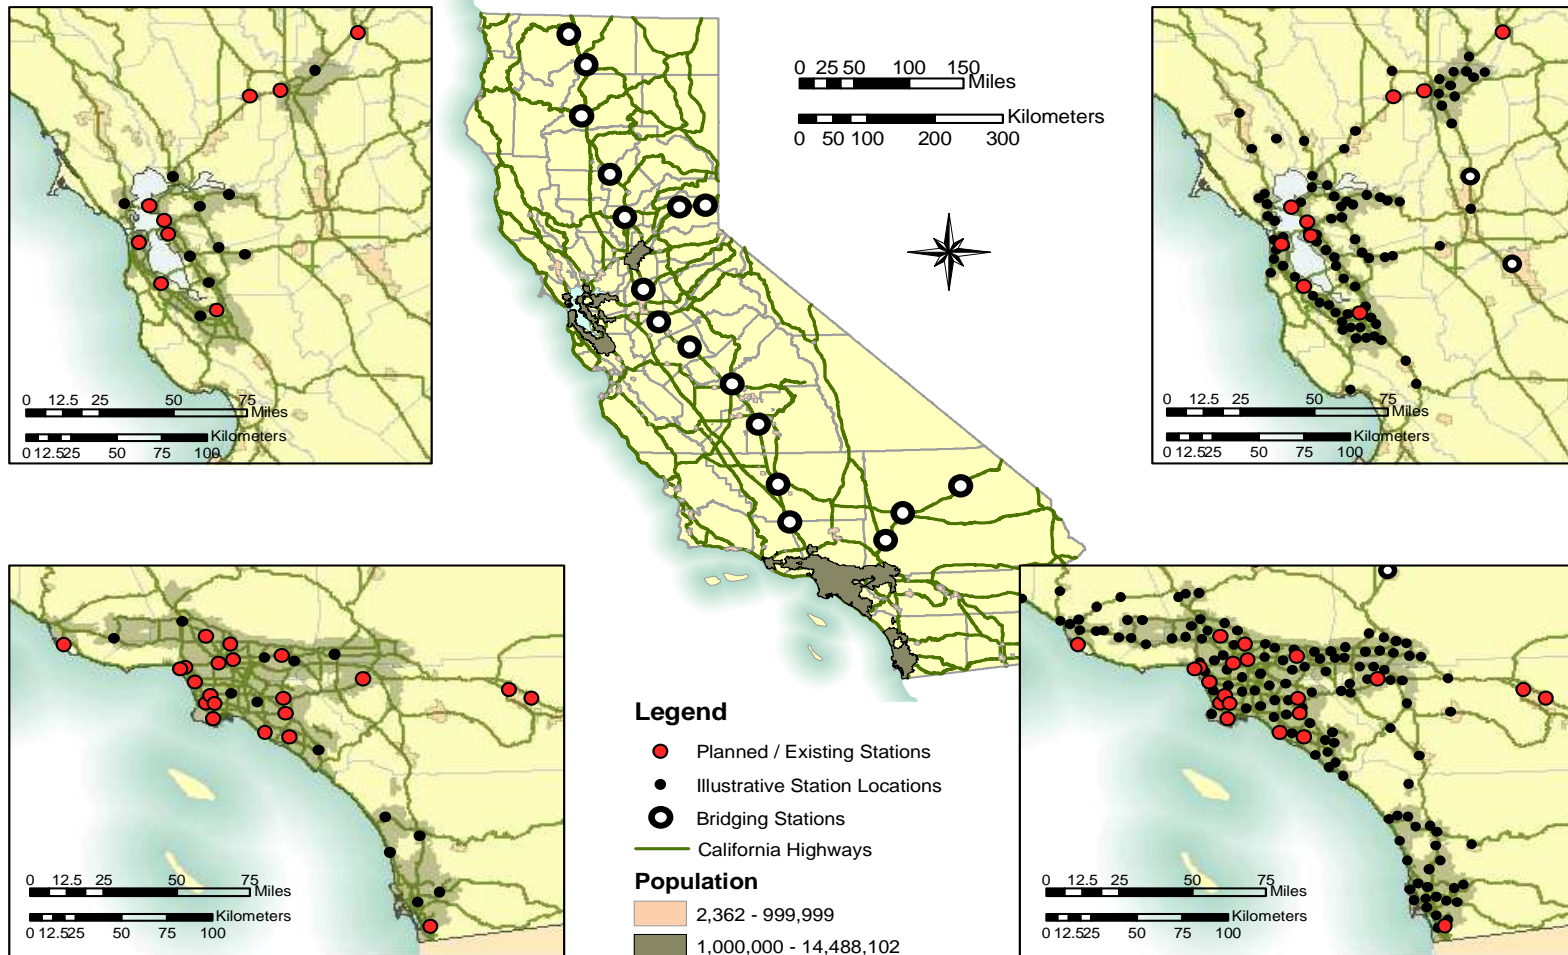 0 25 50 100 150
Miles
Kilometers
0 50 100 200 300
0 12.5 25 50 75
Miles
Kilometers
0 12.525 50 75 100
0 12.5 25 50 75
Miles
Kilometers
0 12.525 50 75 100
0 12.5 25 50 75
Miles
Kilometers
0 12.525 50 75 100
0 12.5 25 50 75
Miles
Kilometers
0 12.525 50 75 100
Legend
Planned / Existing Stations
Illustrative Station Locations
Bridging Stations
California Highways
Population
2,362 - 999,999
1,000,000 - 14,488,102